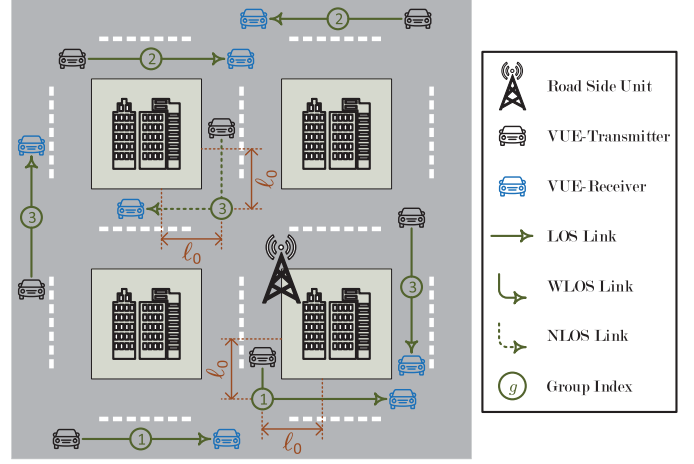 2
2
3
3
ℓ0
ℓ0
3
ℓ0
1
ℓ0
1
Road Side Unit
VUE-Transmitter
VUE-Receiver
LOS Link
WLOS Link
NLOS Link
g Group Index